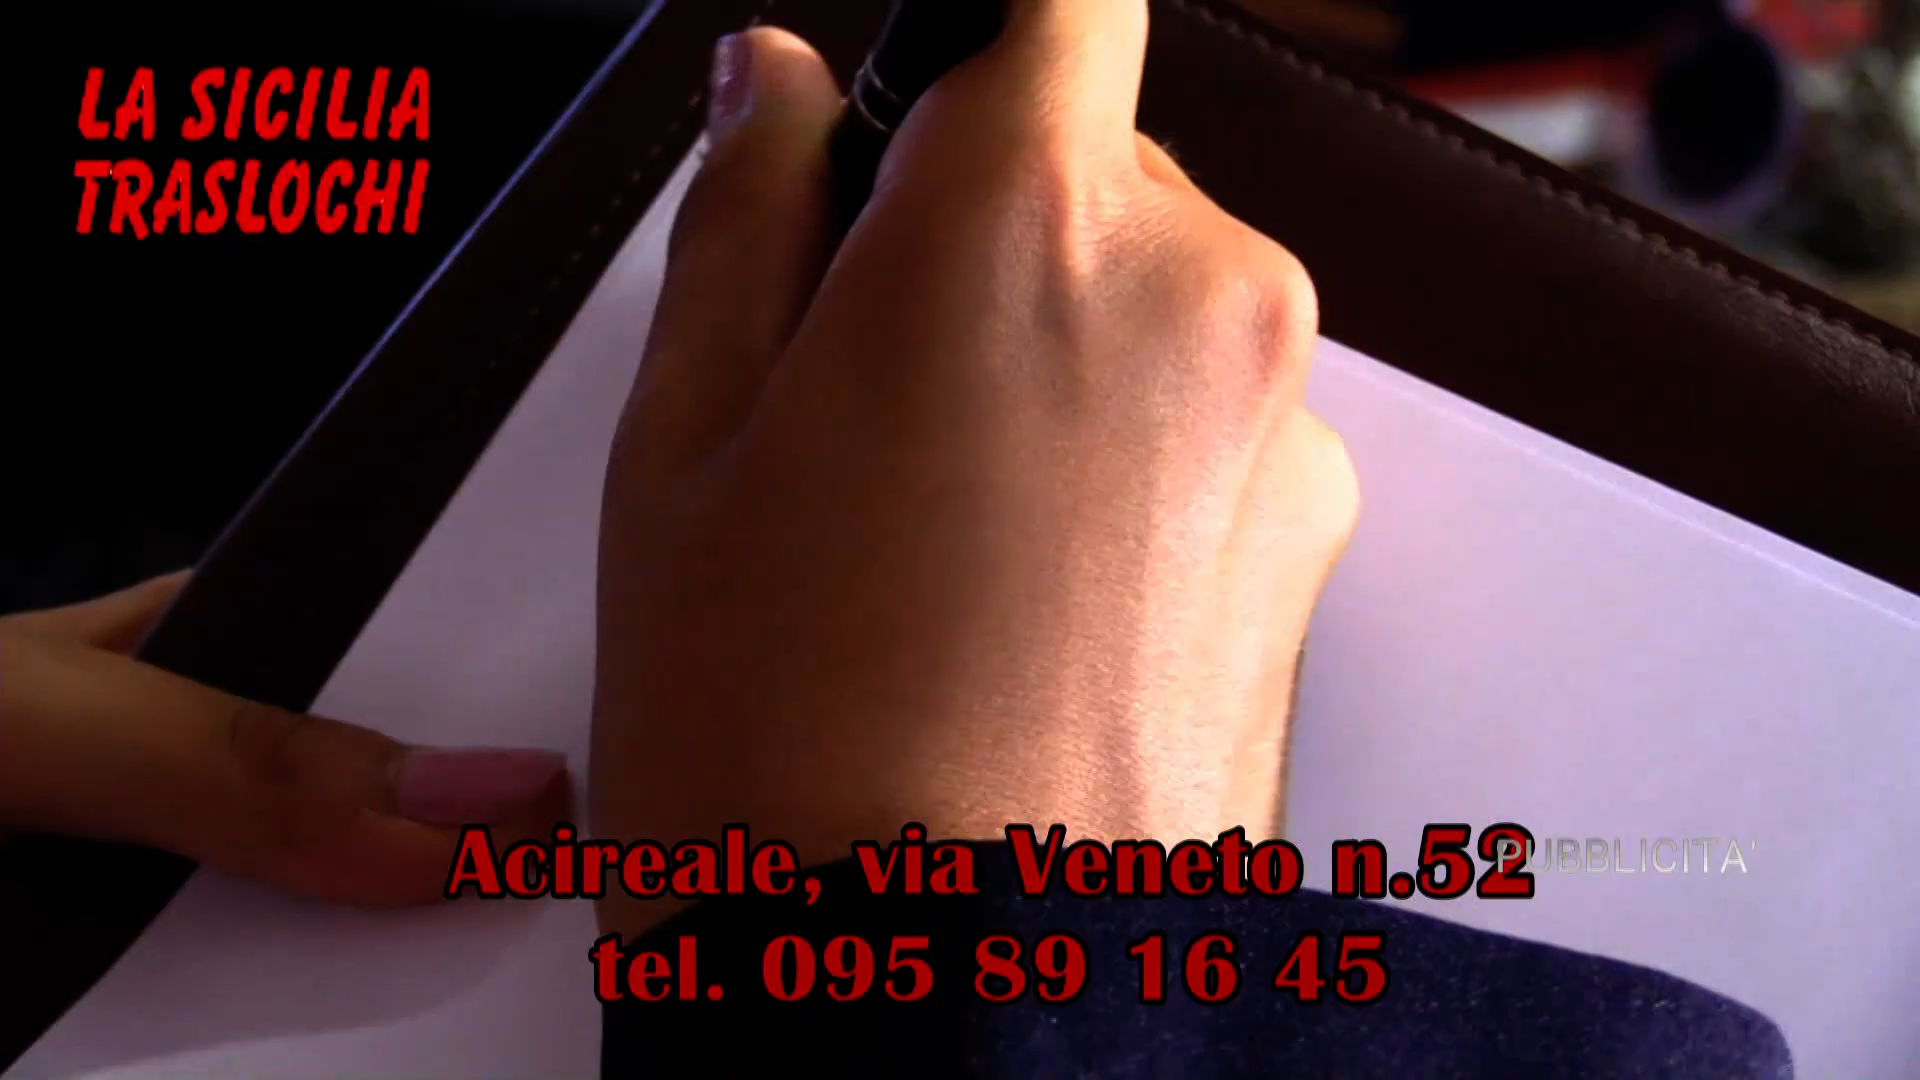 LA SICILIA
TRASLOCHI
Acireale, via Veneto n.52
PUBBLICITA'
tel. 095 89 16 45